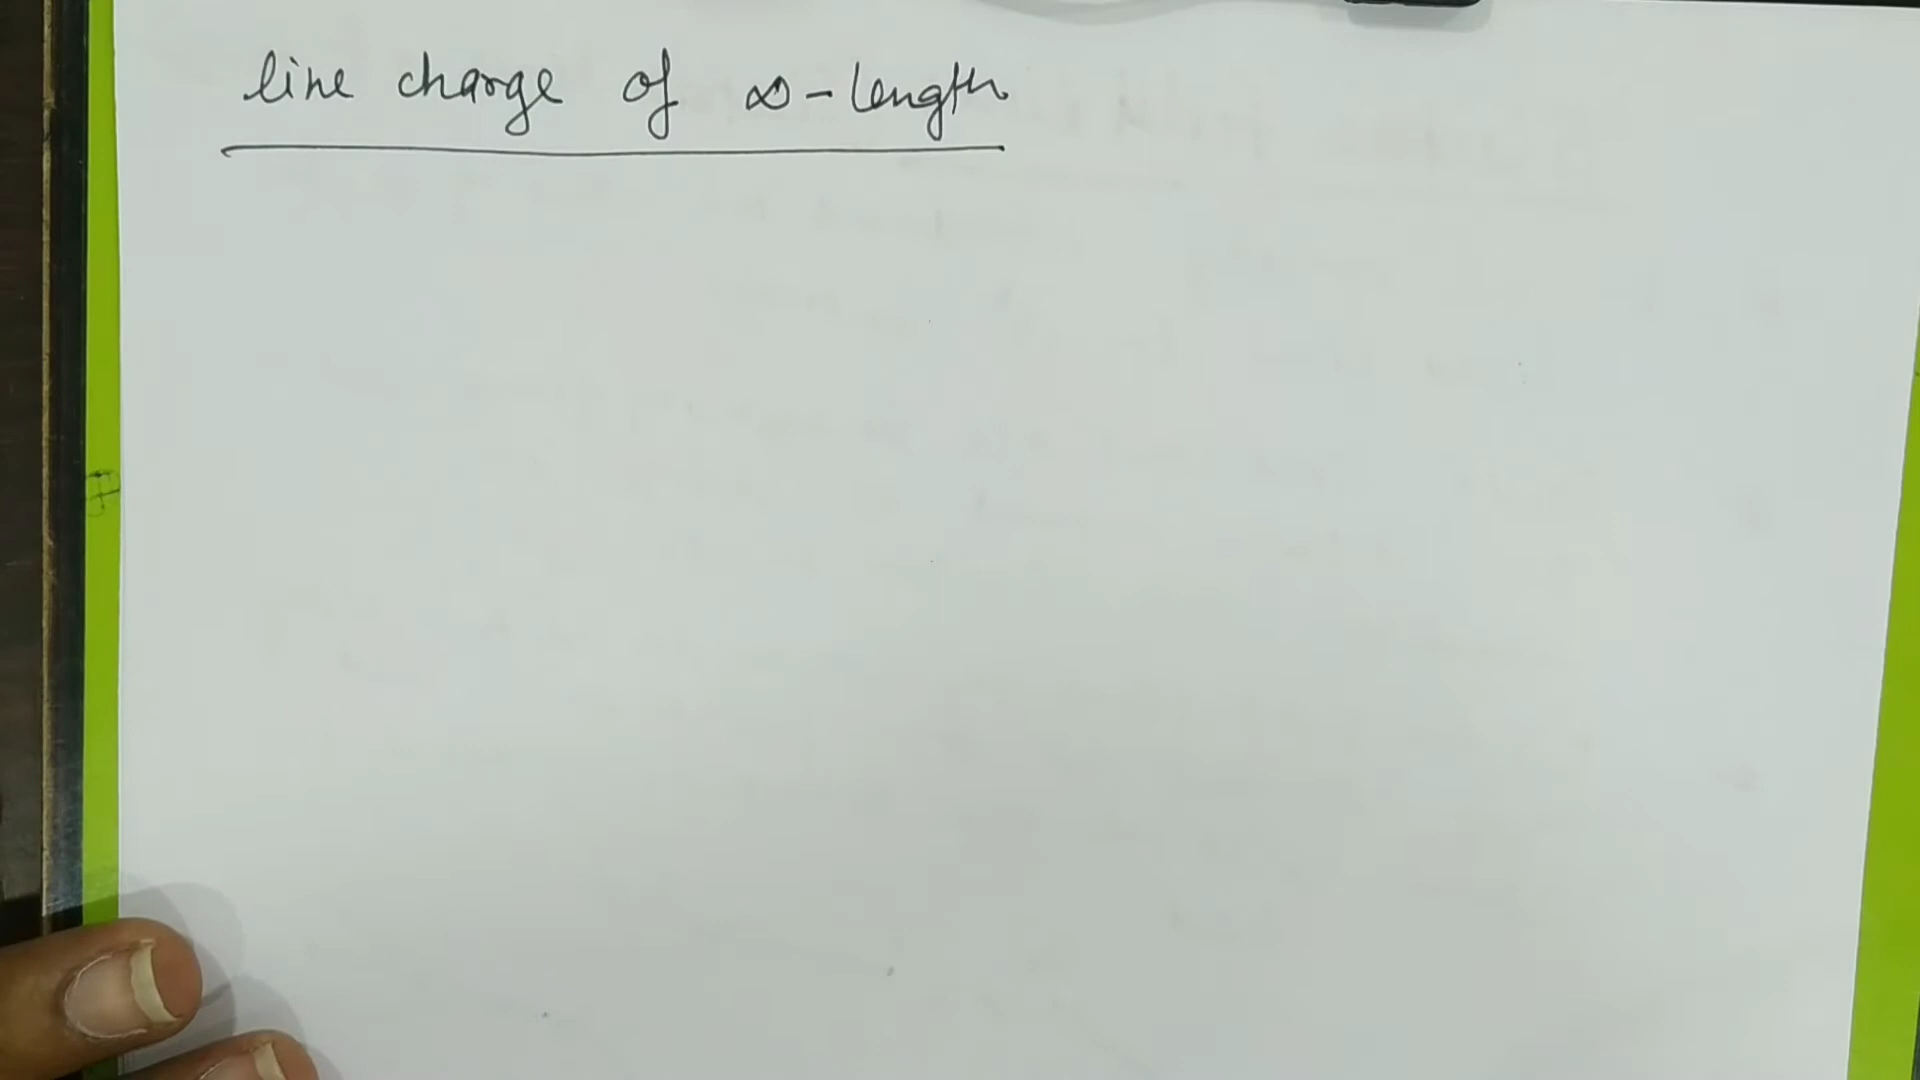 line charge of ∞ - length